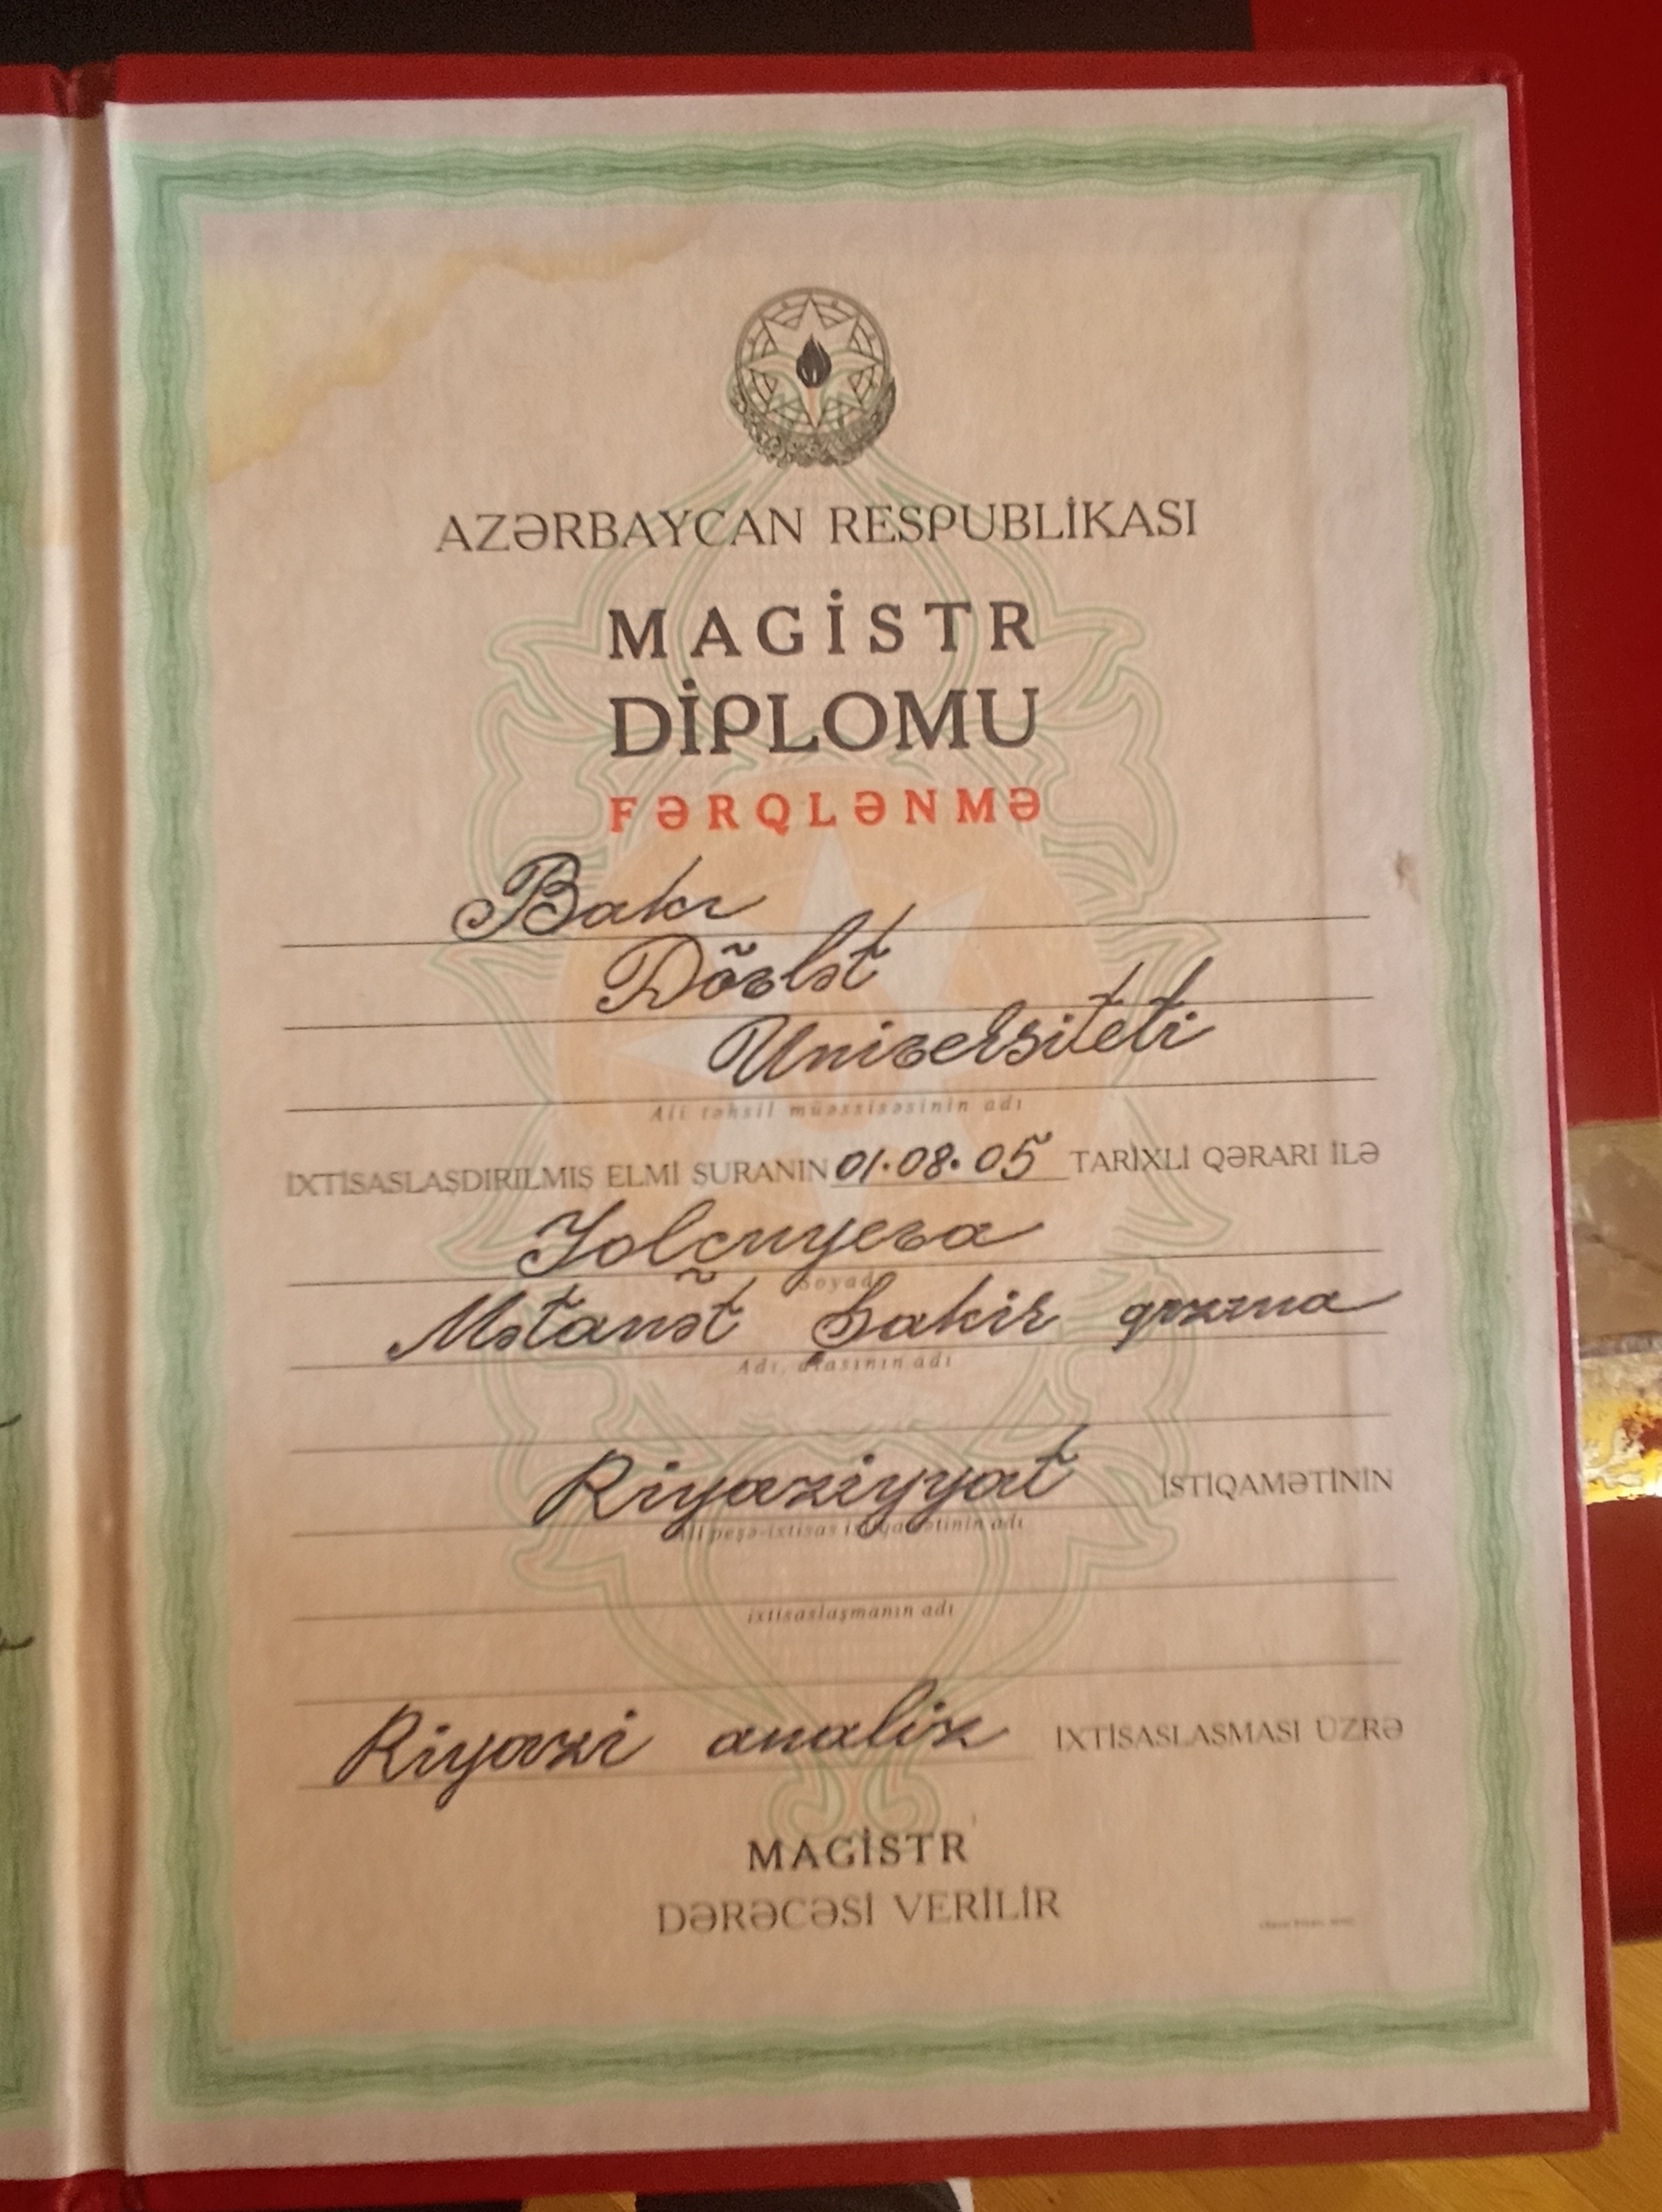 AZƏRBAYCAN RESPUBLİKASI
MAGİSTR
DİPLOMU
FƏRQLƏNMƏ
Bakı
Dövlət
Universiteti
Ali təhsil müəssisəsinin adı
İXTİSASLAŞDIRILMIŞ ELMİ ŞURANIN 01.08.05 TARİXLİ QƏRARI İLƏ
Yolçuyeva
Soyadı
Mətanət Şakir qızına
Adı, atasının adı
Riyaziyyat İSTİQAMƏTİNİN
Ali peşə-ixtisas istiqamətinin adı
ixtisaslaşmanın adı
Riyazi analiz İXTİSASLAŞMASI ÜZRƏ
MAGİSTR
DƏRƏCƏSİ VERİLİR